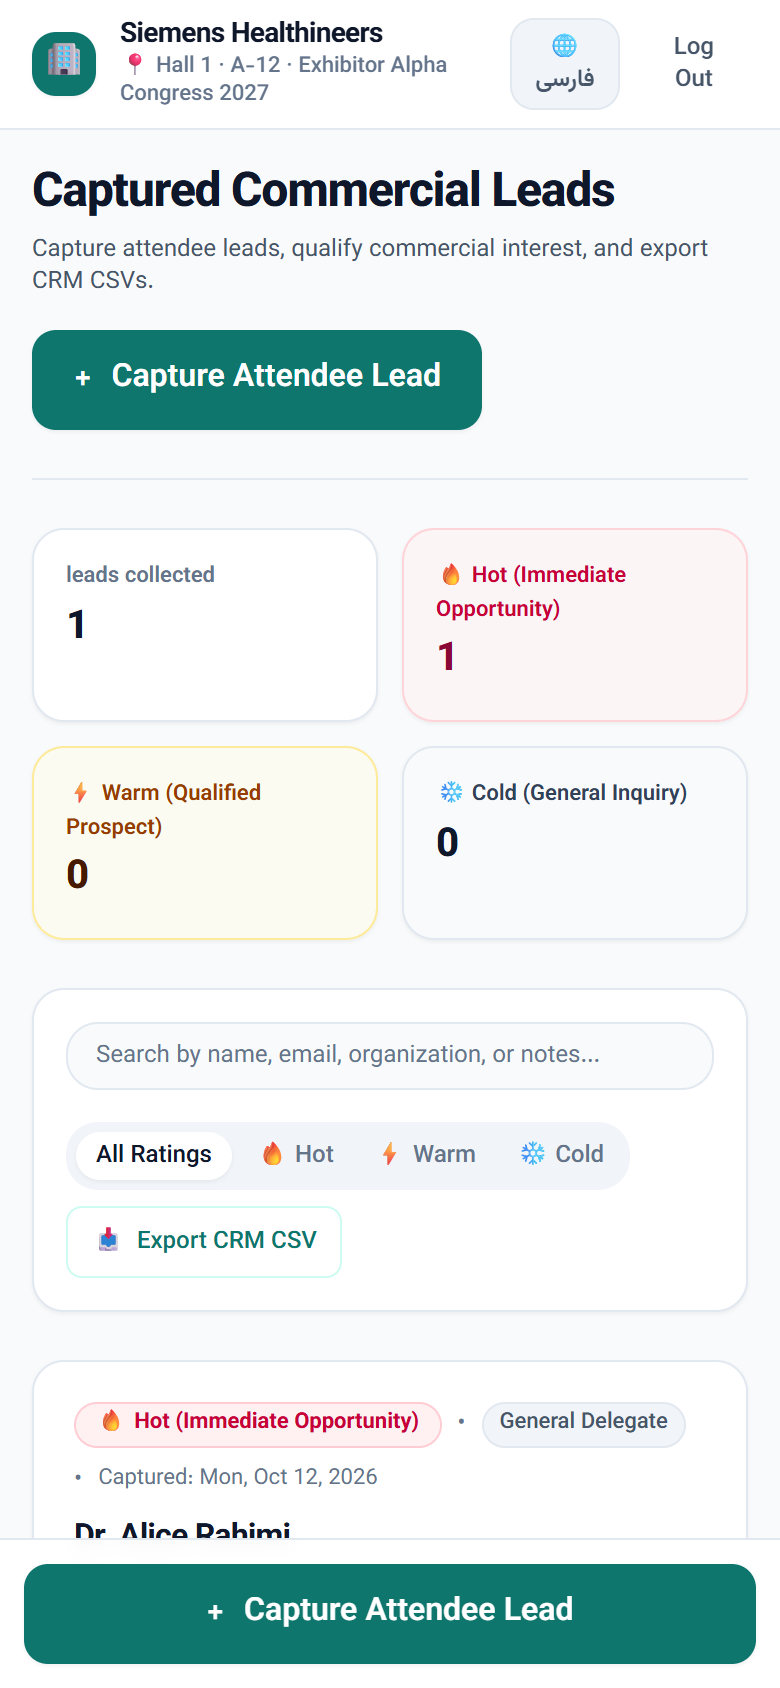 Siemens Healthineers
📍 Hall 1 · A-12 · Exhibitor Alpha
Congress 2027
🌐
فارسی
Log
Out
Captured Commercial Leads
Capture attendee leads, qualify commercial interest, and export
CRM CSVs.
+ Capture Attendee Lead
leads collected
1
🔥 Hot (Immediate
Opportunity)
1
⚡ Warm (Qualified
Prospect)
0
❄️ Cold (General Inquiry)
0
Search by name, email, organization, or notes...
All Ratings 🔥 Hot ⚡ Warm ❄️ Cold
📥 Export CRM CSV
🔥 Hot (Immediate Opportunity) • General Delegate
• Captured: Mon, Oct 12, 2026
Dr. Alice Rahimi
+ Capture Attendee Lead